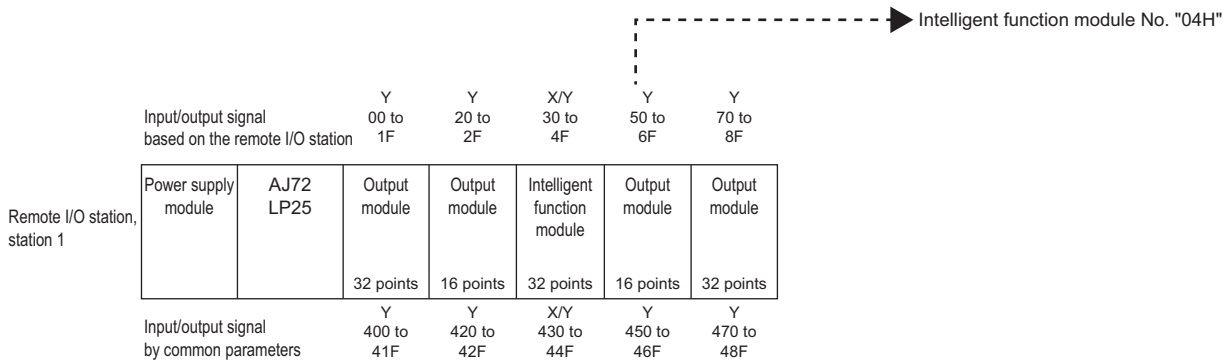 Intelligent function module No. "04H"
Y Y X/Y Y Y
Input/output signal 00 to 20 to 30 to 50 to 70 to
based on the remote I/O station 1F 2F 4F 6F 8F
Power supply AJ72 Output Output Intelligent Output Output
module LP25 module module function module module
Remote I/O station, module
station 1
32 points 16 points 32 points 16 points 32 points
Y Y X/Y Y Y
Input/output signal 400 to 420 to 430 to 450 to 470 to
by common parameters 41F 42F 44F 46F 48F